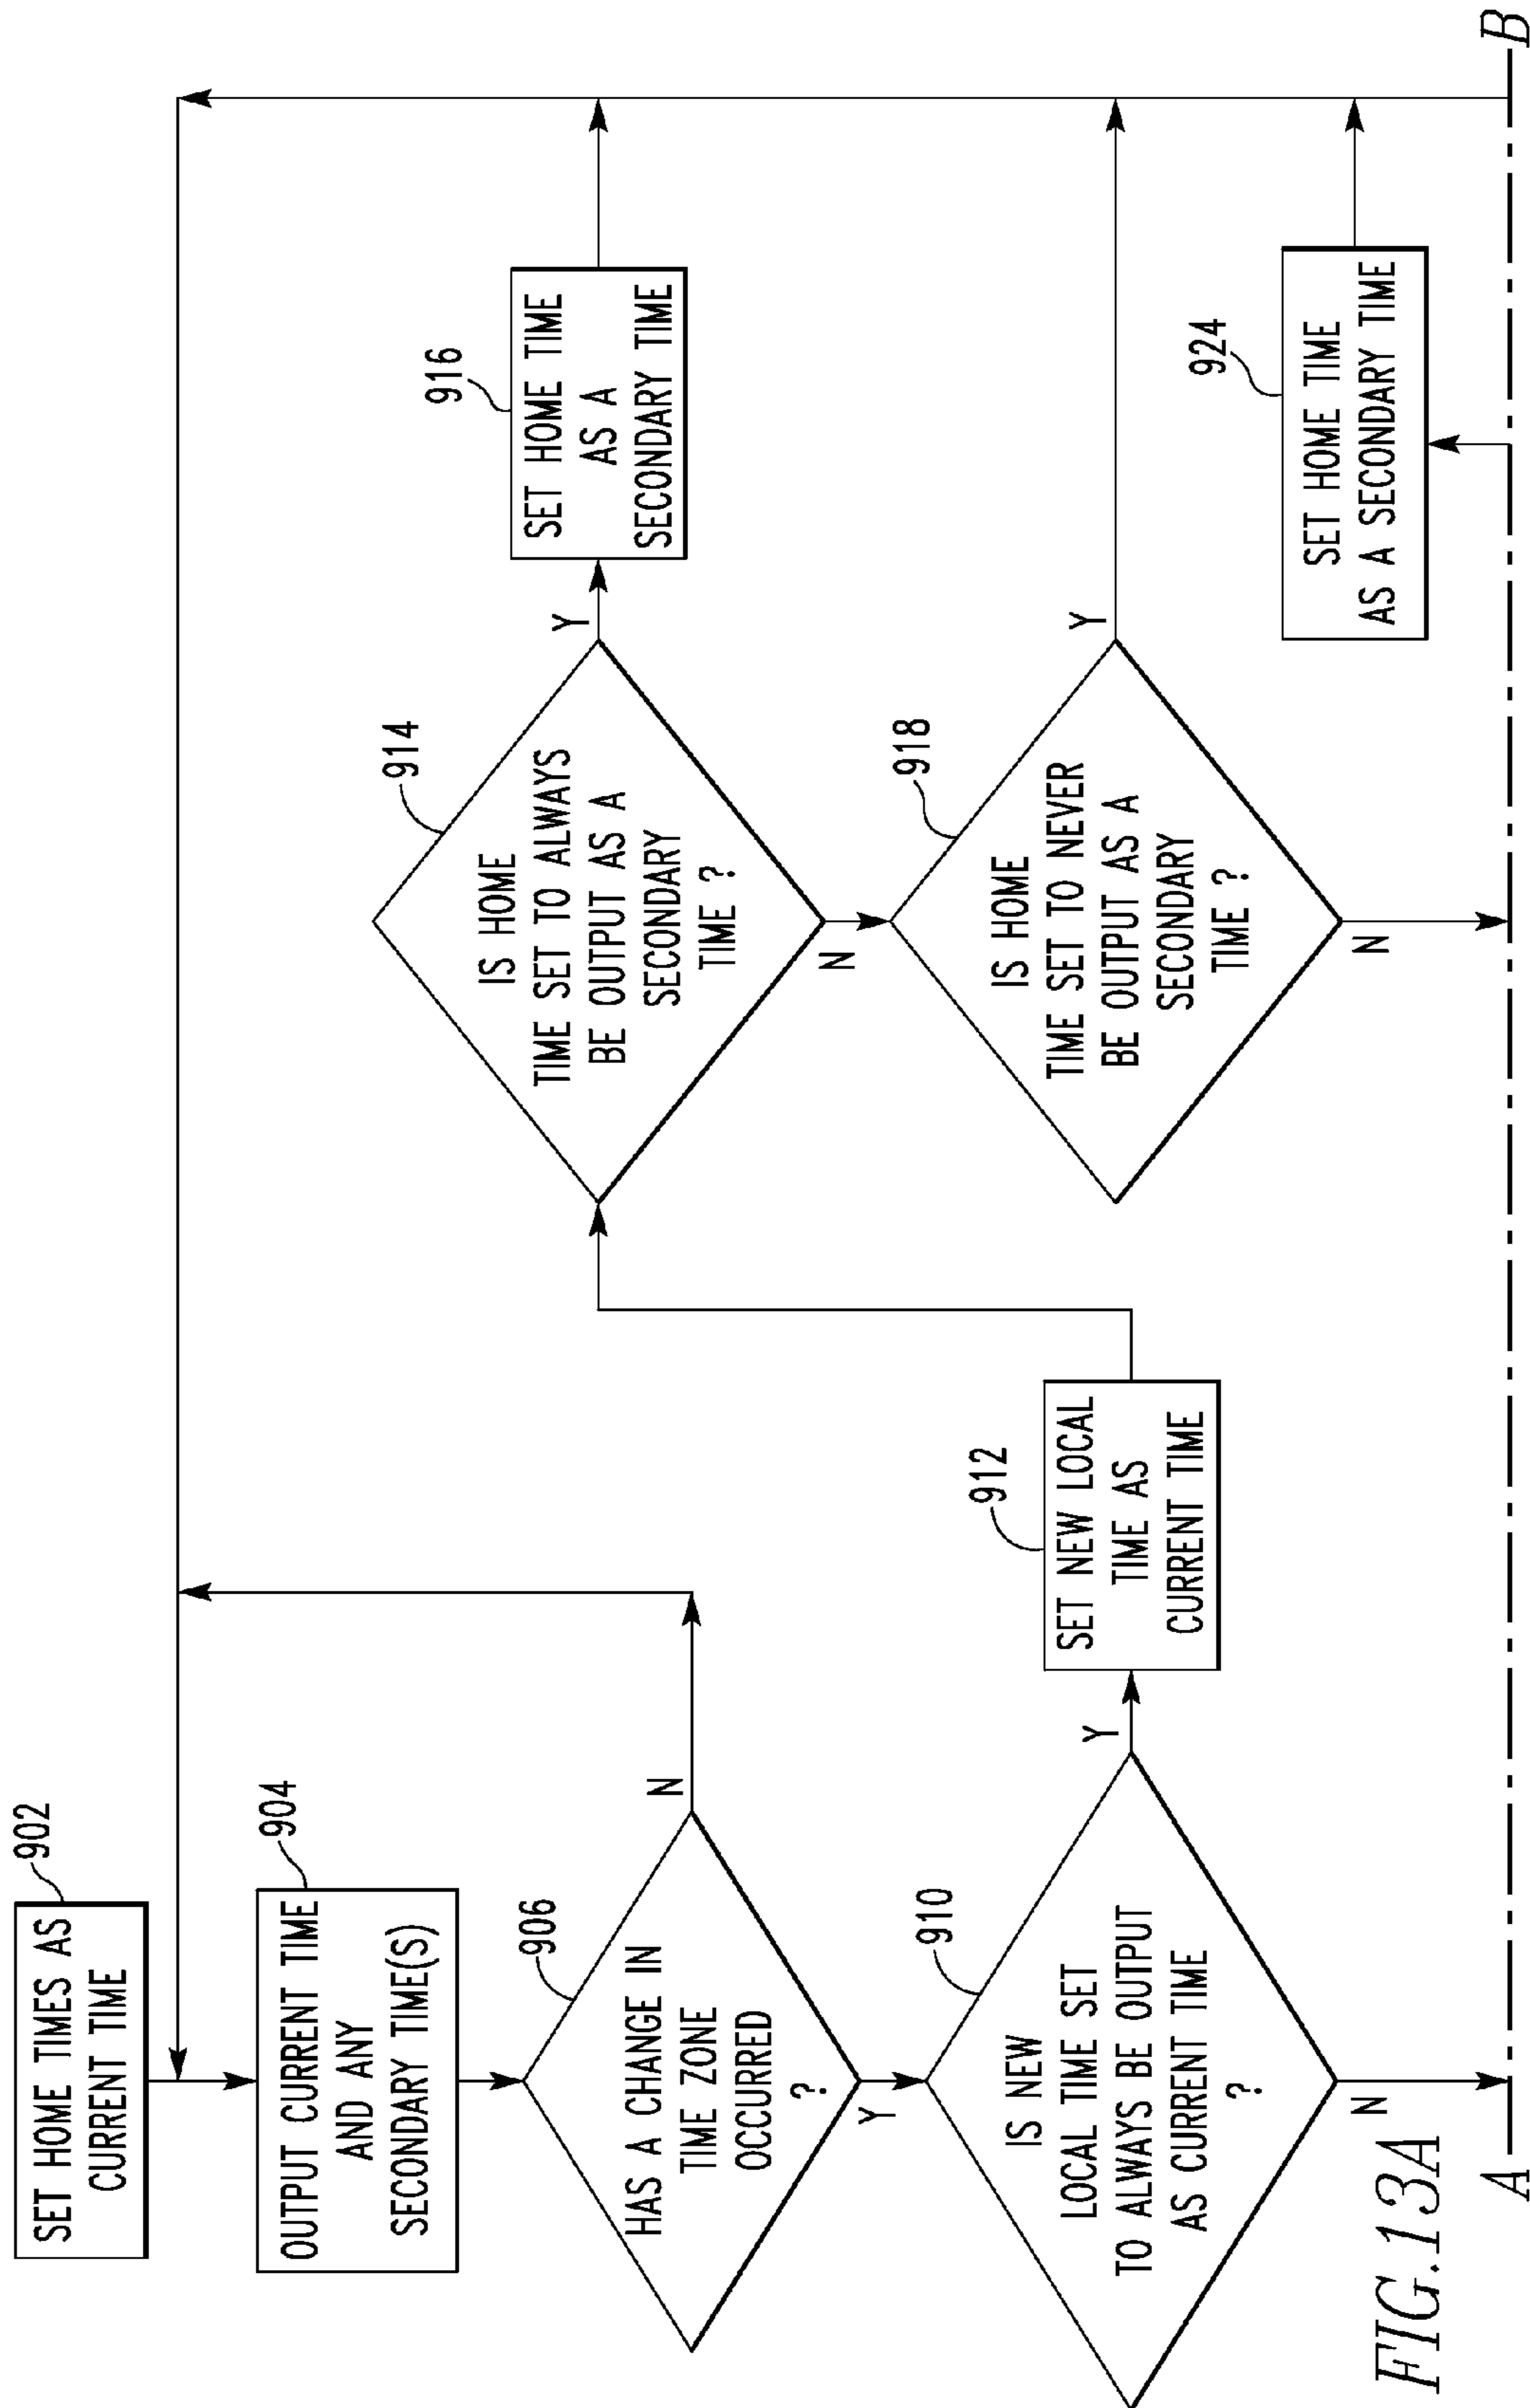 902
SET HOME TIMES AS
CURRENT TIME
904
OUTPUT CURRENT TIME
AND ANY
SECONDARY TIME(S)
906
HAS A CHANGE IN
TIME ZONE
OCCURRED
?
N
Y
910
IS NEW
LOCAL TIME SET
TO ALWAYS BE OUTPUT
AS CURRENT TIME
?
Y
N
912
SET NEW LOCAL
TIME AS
CURRENT TIME
914
IS HOME
TIME SET TO ALWAYS
BE OUTPUT AS A
SECONDARY
TIME ?
Y
N
916
SET HOME TIME
AS A
SECONDARY TIME
918
IS HOME
TIME SET TO NEVER
BE OUTPUT AS A
SECONDARY
TIME ?
Y
N
924
SET HOME TIME
AS A SECONDARY TIME
FIG.13A
A
B